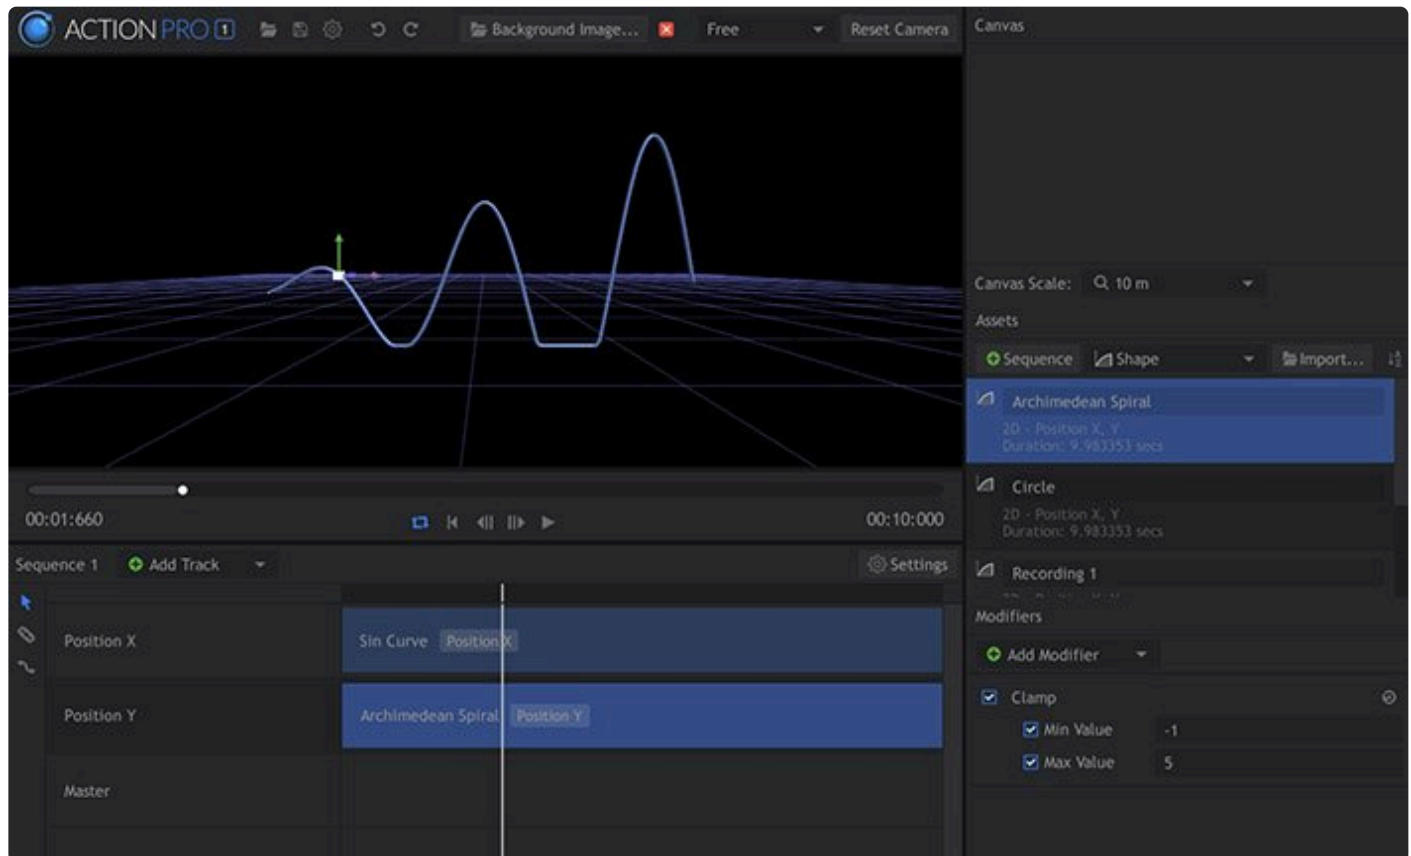 ACTION PRO 1
Background Image...
Free
Reset Camera
Canvas
Canvas Scale:
10 m
Assets
Sequence
Shape
Import...
Archimedean Spiral
2D - Position X, Y
Duration: 9.983353 secs
Circle
2D - Position X, Y
Duration: 9.983353 secs
Recording 1
00:01:660
00:10:000
Sequence 1
Add Track
Settings
Position X
Sin Curve
Position X
Position Y
Archimedean Spiral
Position Y
Master
Modifiers
Add Modifier
Clamp
Min Value
-1
Max Value
5